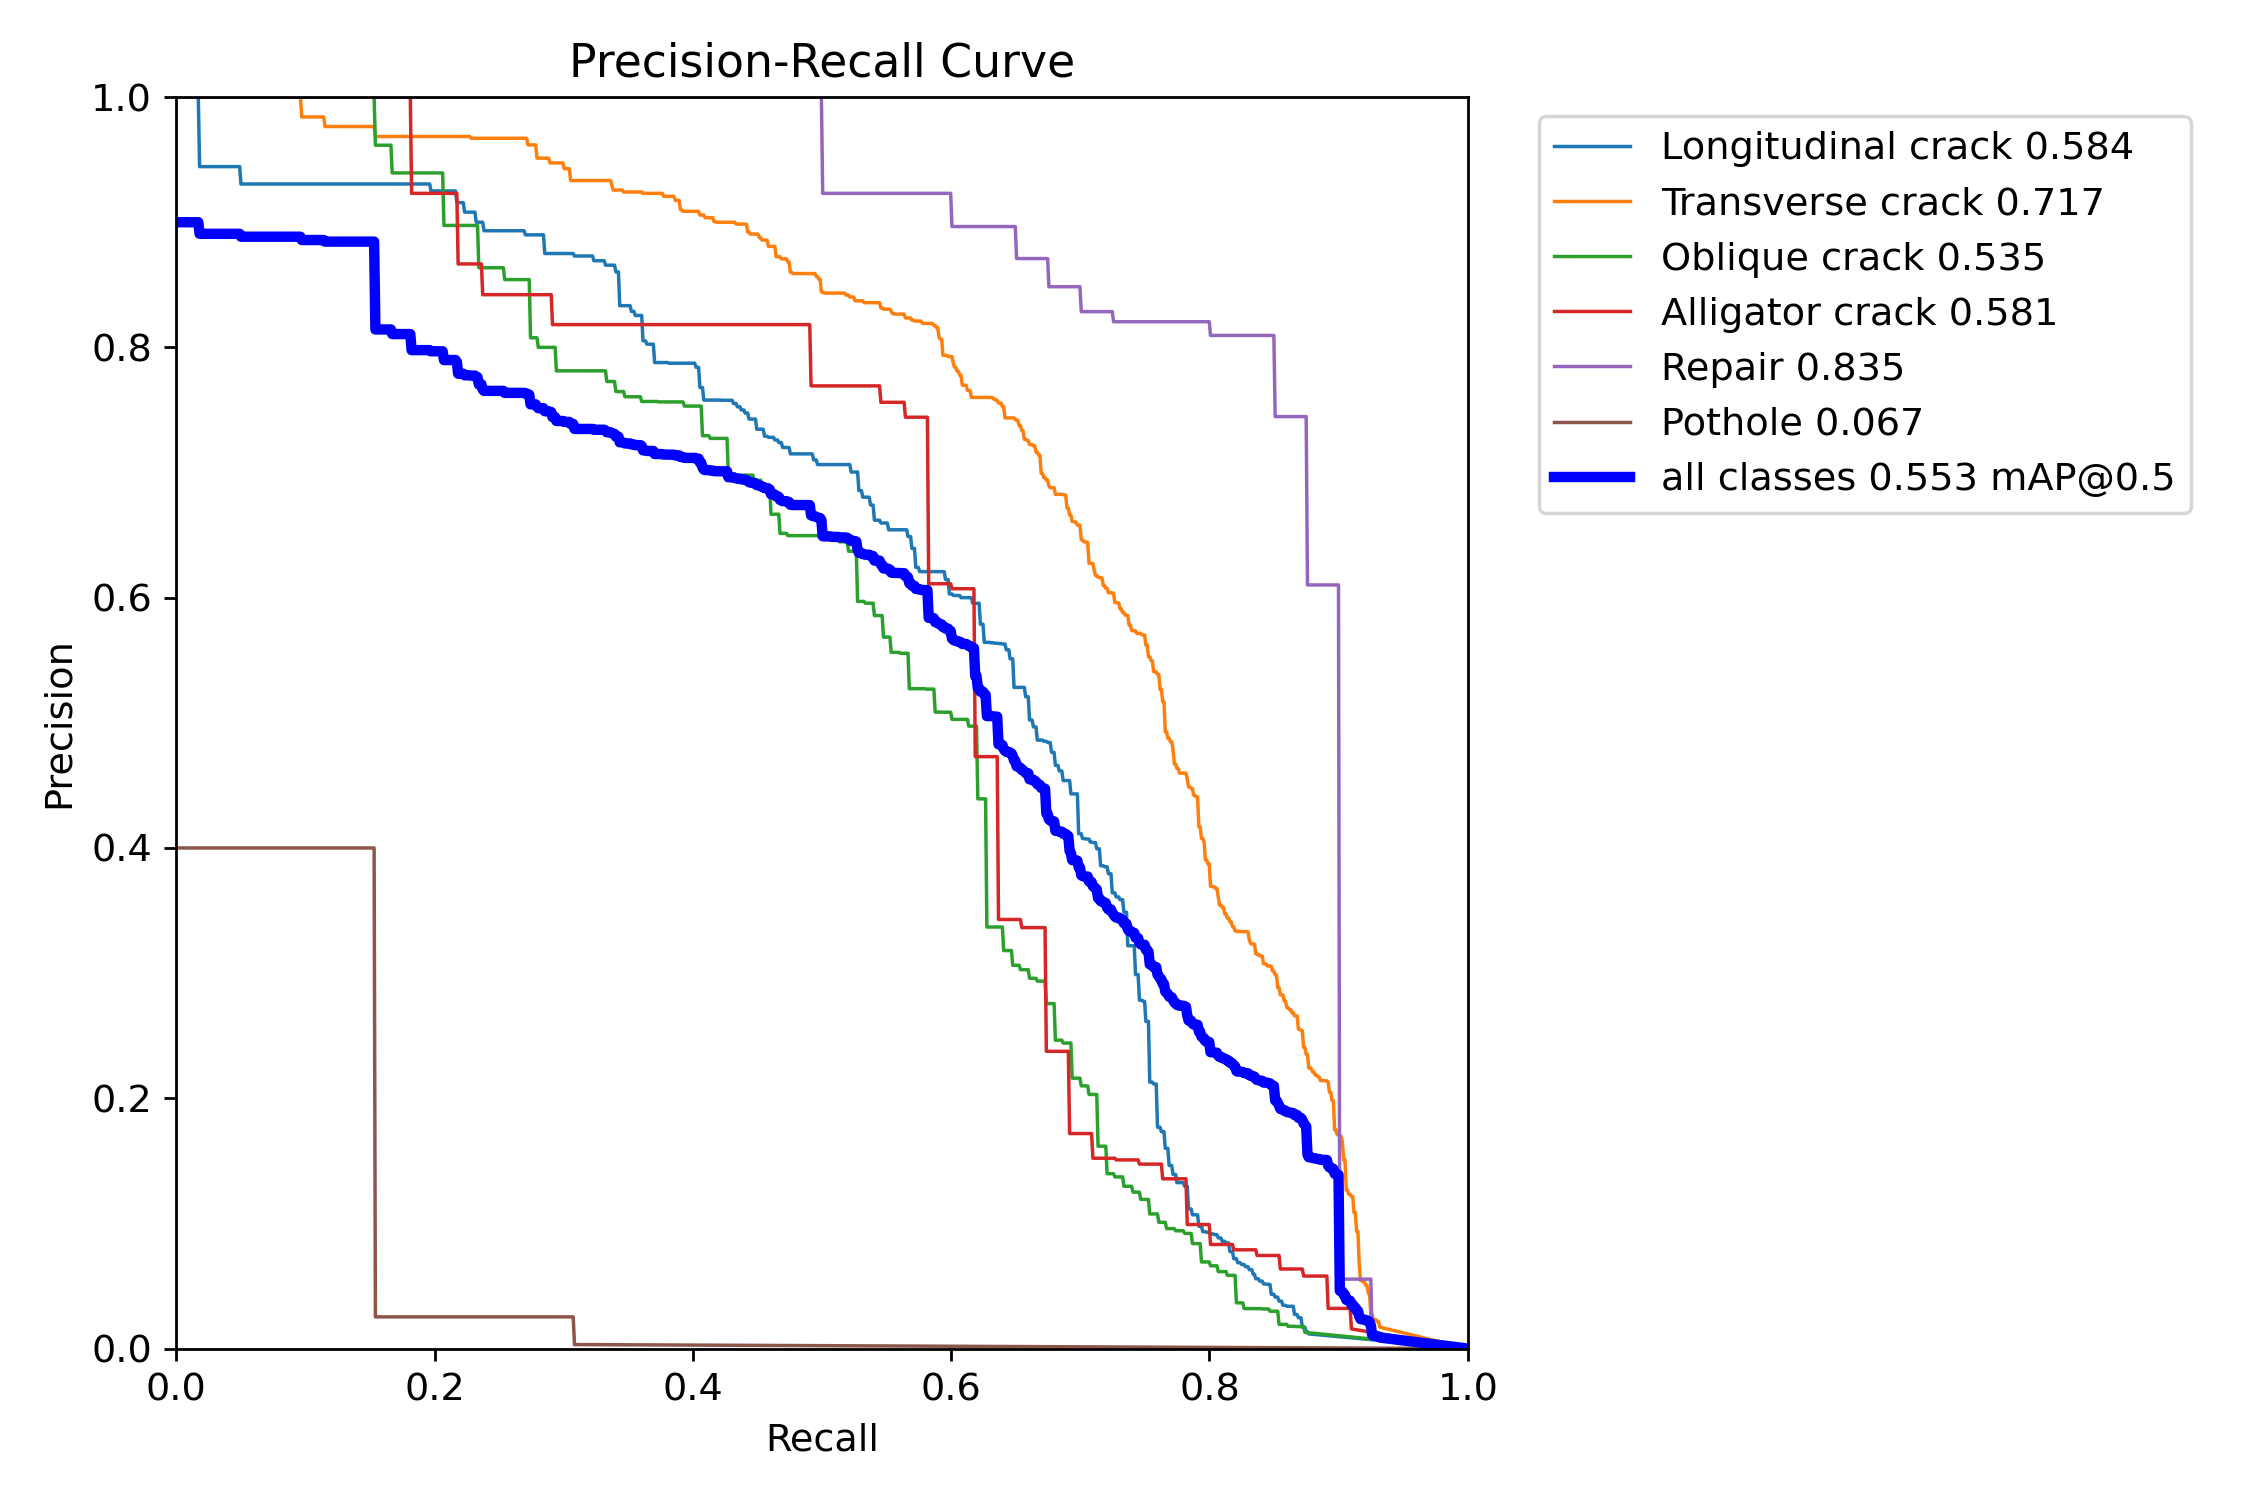 Precision-Recall Curve
1.0
0.8
0.6
0.4
0.2
0.0
Precision
0.0 0.2 0.4 0.6 0.8 1.0
Recall
Longitudinal crack 0.584
Transverse crack 0.717
Oblique crack 0.535
Alligator crack 0.581
Repair 0.835
Pothole 0.067
all classes 0.553 mAP@0.5